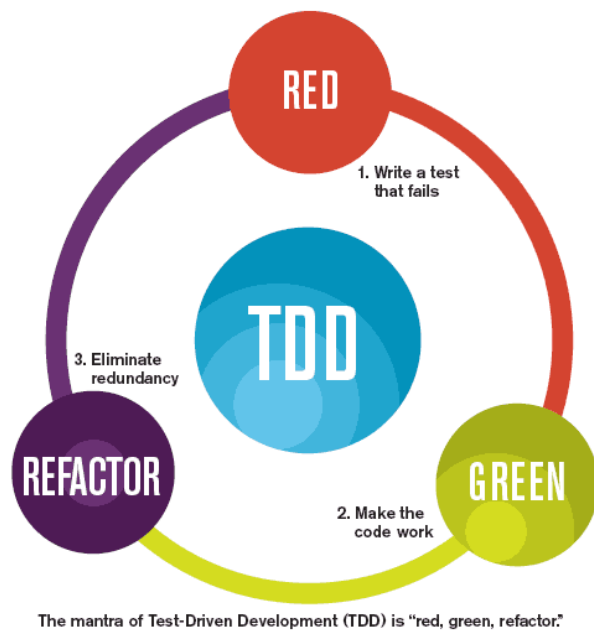 RED
1. Write a test
that fails
TDD
3. Eliminate
redundancy
REFACTOR
GREEN
2. Make the
code work
The mantra of Test-Driven Development (TDD) is “red, green, refactor.”